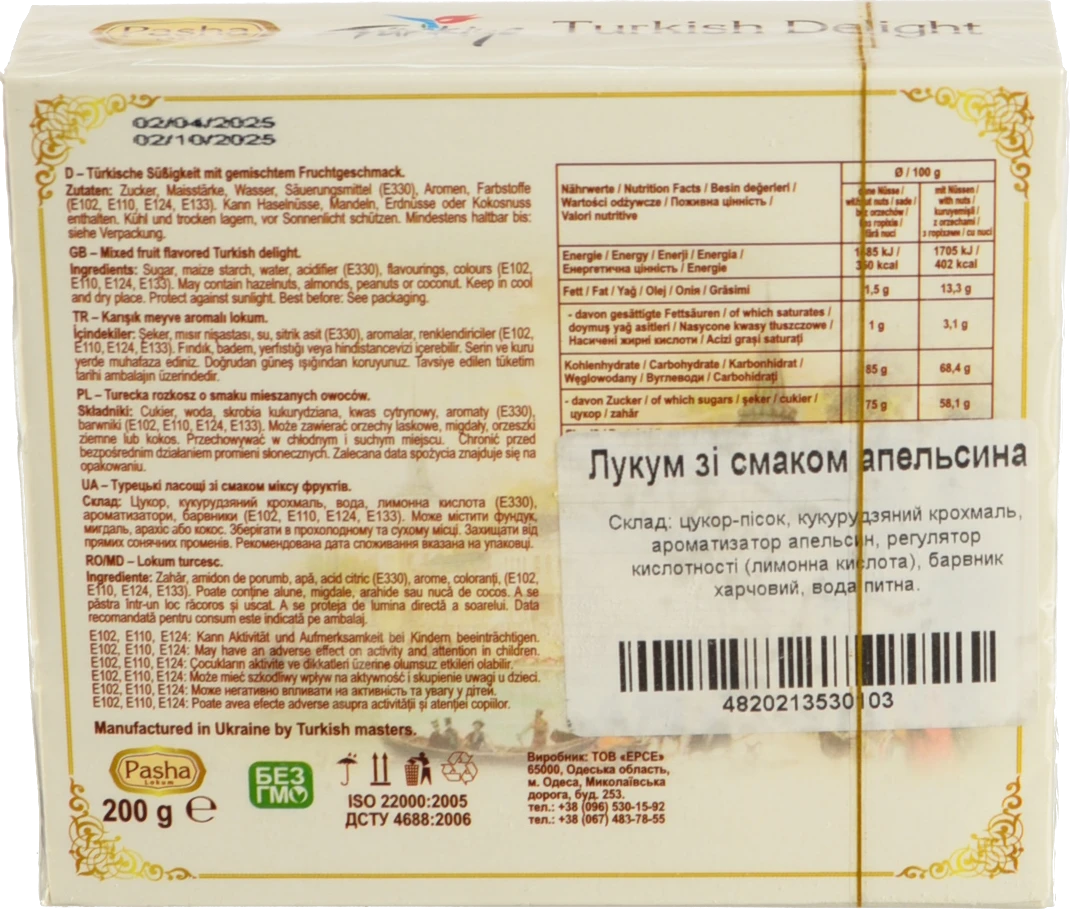 Pasha
Türkiye
Turkish Delight
02/04/2025
02/10/2025
D – Türkische Süßigkeit mit gemischtem Fruchtgeschmack.
Zutaten: Zucker, Maisstärke, Wasser, Säuerungsmittel (E330), Aromen, Farbstoffe
(E102, E110, E124, E133). Kann Haselnüsse, Mandeln, Erdnüsse oder Kokosnuss
enthalten. Kühl und trocken lagern, vor Sonnenlicht schützen. Mindestens haltbar bis:
siehe Verpackung.
GB – Mixed fruit flavored Turkish delight.
Ingredients: Sugar, maize starch, water, acidifier (E330), flavourings, colours (E102,
E110, E124, E133). May contain hazelnuts, almonds, peanuts or coconut. Keep in cool
and dry place. Protect against sunlight. Best before: See packaging.
TR – Karışık meyve aromalı lokum.
İçindekiler: Şeker, mısır nişastası, su, sitrik asit (E330), aromalar, renklendiriciler (E102,
E110, E124, E133). Fındık, badem, yerfıstığı veya hindistancevizi içerebilir. Serin ve kuru
yerde muhafaza ediniz. Doğrudan güneş ışığından koruyunuz. Tavsiye edilen tüketim
tarihi ambalajın üzerindedir.
PL – Turecka rozkosz o smaku mieszanych owoców.
Składniki: Cukier, woda, skrobia kukurydziana, kwas cytrynowy, aromaty (E330),
barwniki (E102, E110, E124, E133). Może zawierać orzechy laskowe, migdały, orzeszki
ziemne lub kokos. Przechowywać w chłodnym i suchym miejscu. Chronić przed
bezpośrednim działaniem promieni słonecznych. Zalecana data spożycia znajduje się na
opakowaniu.
UA – Турецькі ласощі зі смаком міксу фруктів.
Склад: Цукор, кукурудзяний крохмаль, вода, лимонна кислота (E330),
ароматизатори, барвники (E102, E110, E124, E133). Може містити фундук,
мигдаль, арахіс або кокос. Зберігати в прохолодному та сухому місці. Захищати від
прямих сонячних променів. Рекомендована дата споживання вказана на упаковці.
RO/MD – Lokum turcesc.
Ingrediente: Zahăr, amidon de porumb, apă, acid citric (E330), arome, coloranți, (E102,
E110, E124, E133). Poate conține alune, migdale, arahide sau nucă de cocos. A se
păstra într-un loc răcoros și uscat. A se proteja de lumina directă a soarelui. Data
recomandată pentru consum este indicată pe ambalaj.
E102, E110, E124: Kann Aktivität und Aufmerksamkeit bei Kindern beeinträchtigen.
E102, E110, E124: May have an adverse effect on activity and attention in children.
E102, E110, E124: Çocukların aktivite ve dikkatleri üzerine olumsuz etkileri olabilir.
E102, E110, E124: Może mieć szkodliwy wpływ na aktywność i skupienie uwagi u dzieci.
E102, E110, E124: Може негативно впливати на активність та увагу у дітей.
E102, E110, E124: Poate avea efecte adverse asupra activității și atenției copiilor.
Manufactured in Ukraine by Turkish masters.
Pasha
Lokum
200 g ℮
БЕЗ
ГМО
ISO 22000:2005
ДСТУ 4688:2006
Виробник: ТОВ «ЕРСЕ»
65000, Одеська область,
м. Одеса, Миколаївська
дорога, буд. 253.
тел.: +38 (096) 530-15-92
тел.: +38 (067) 483-78-55
Nährwerte / Nutrition Facts / Besin değerleri /
Wartości odżywcze / Поживна цінність /
Valori nutritive
Ø / 100 g
mit Nüssen /
with nuts /
kuruyemişli /
z orzechami /
з горіхами / cu nuci
Energie / Energy / Enerji / Energia /
Енергетична цінність / Energie
85 kJ / 1705 kJ /
kcal 402 kcal
Fett / Fat / Yağ / Olej / Олія / Grăsimi 1,5 g 13,3 g
- davon gesättigte Fettsäuren / of which saturates /
doymuş yağ asitleri / Nasycone kwasy tłuszczowe /
Насичені жирні кислоти / Acizi grași saturați
1 g 3,1 g
Kohlenhydrate / Carbohydrate / Karbonhidrat /
Węglowodany / Вуглеводи / Carbohidrați
85 g 68,4 g
- davon Zucker / of which sugars / şeker / cukier /
цукор / zahăr
75 g 58,1 g
Лукум зі смаком апельсина
Склад: цукор-пісок, кукурудзяний крохмаль,
ароматизатор апельсин, регулятор
кислотності (лимонна кислота), барвник
харчовий, вода питна.
4820213530103